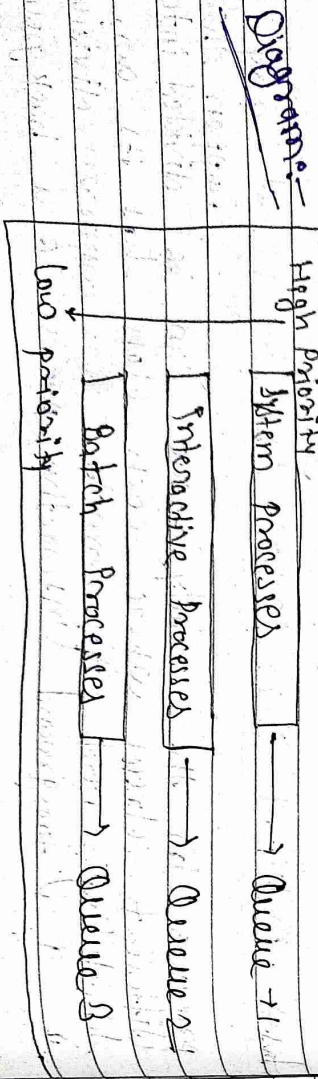 Diagram:-
High Priority
System processes → Queue → 1
Interactive Processes → Queue 2
Batch Processes → Queue 3
Low priority